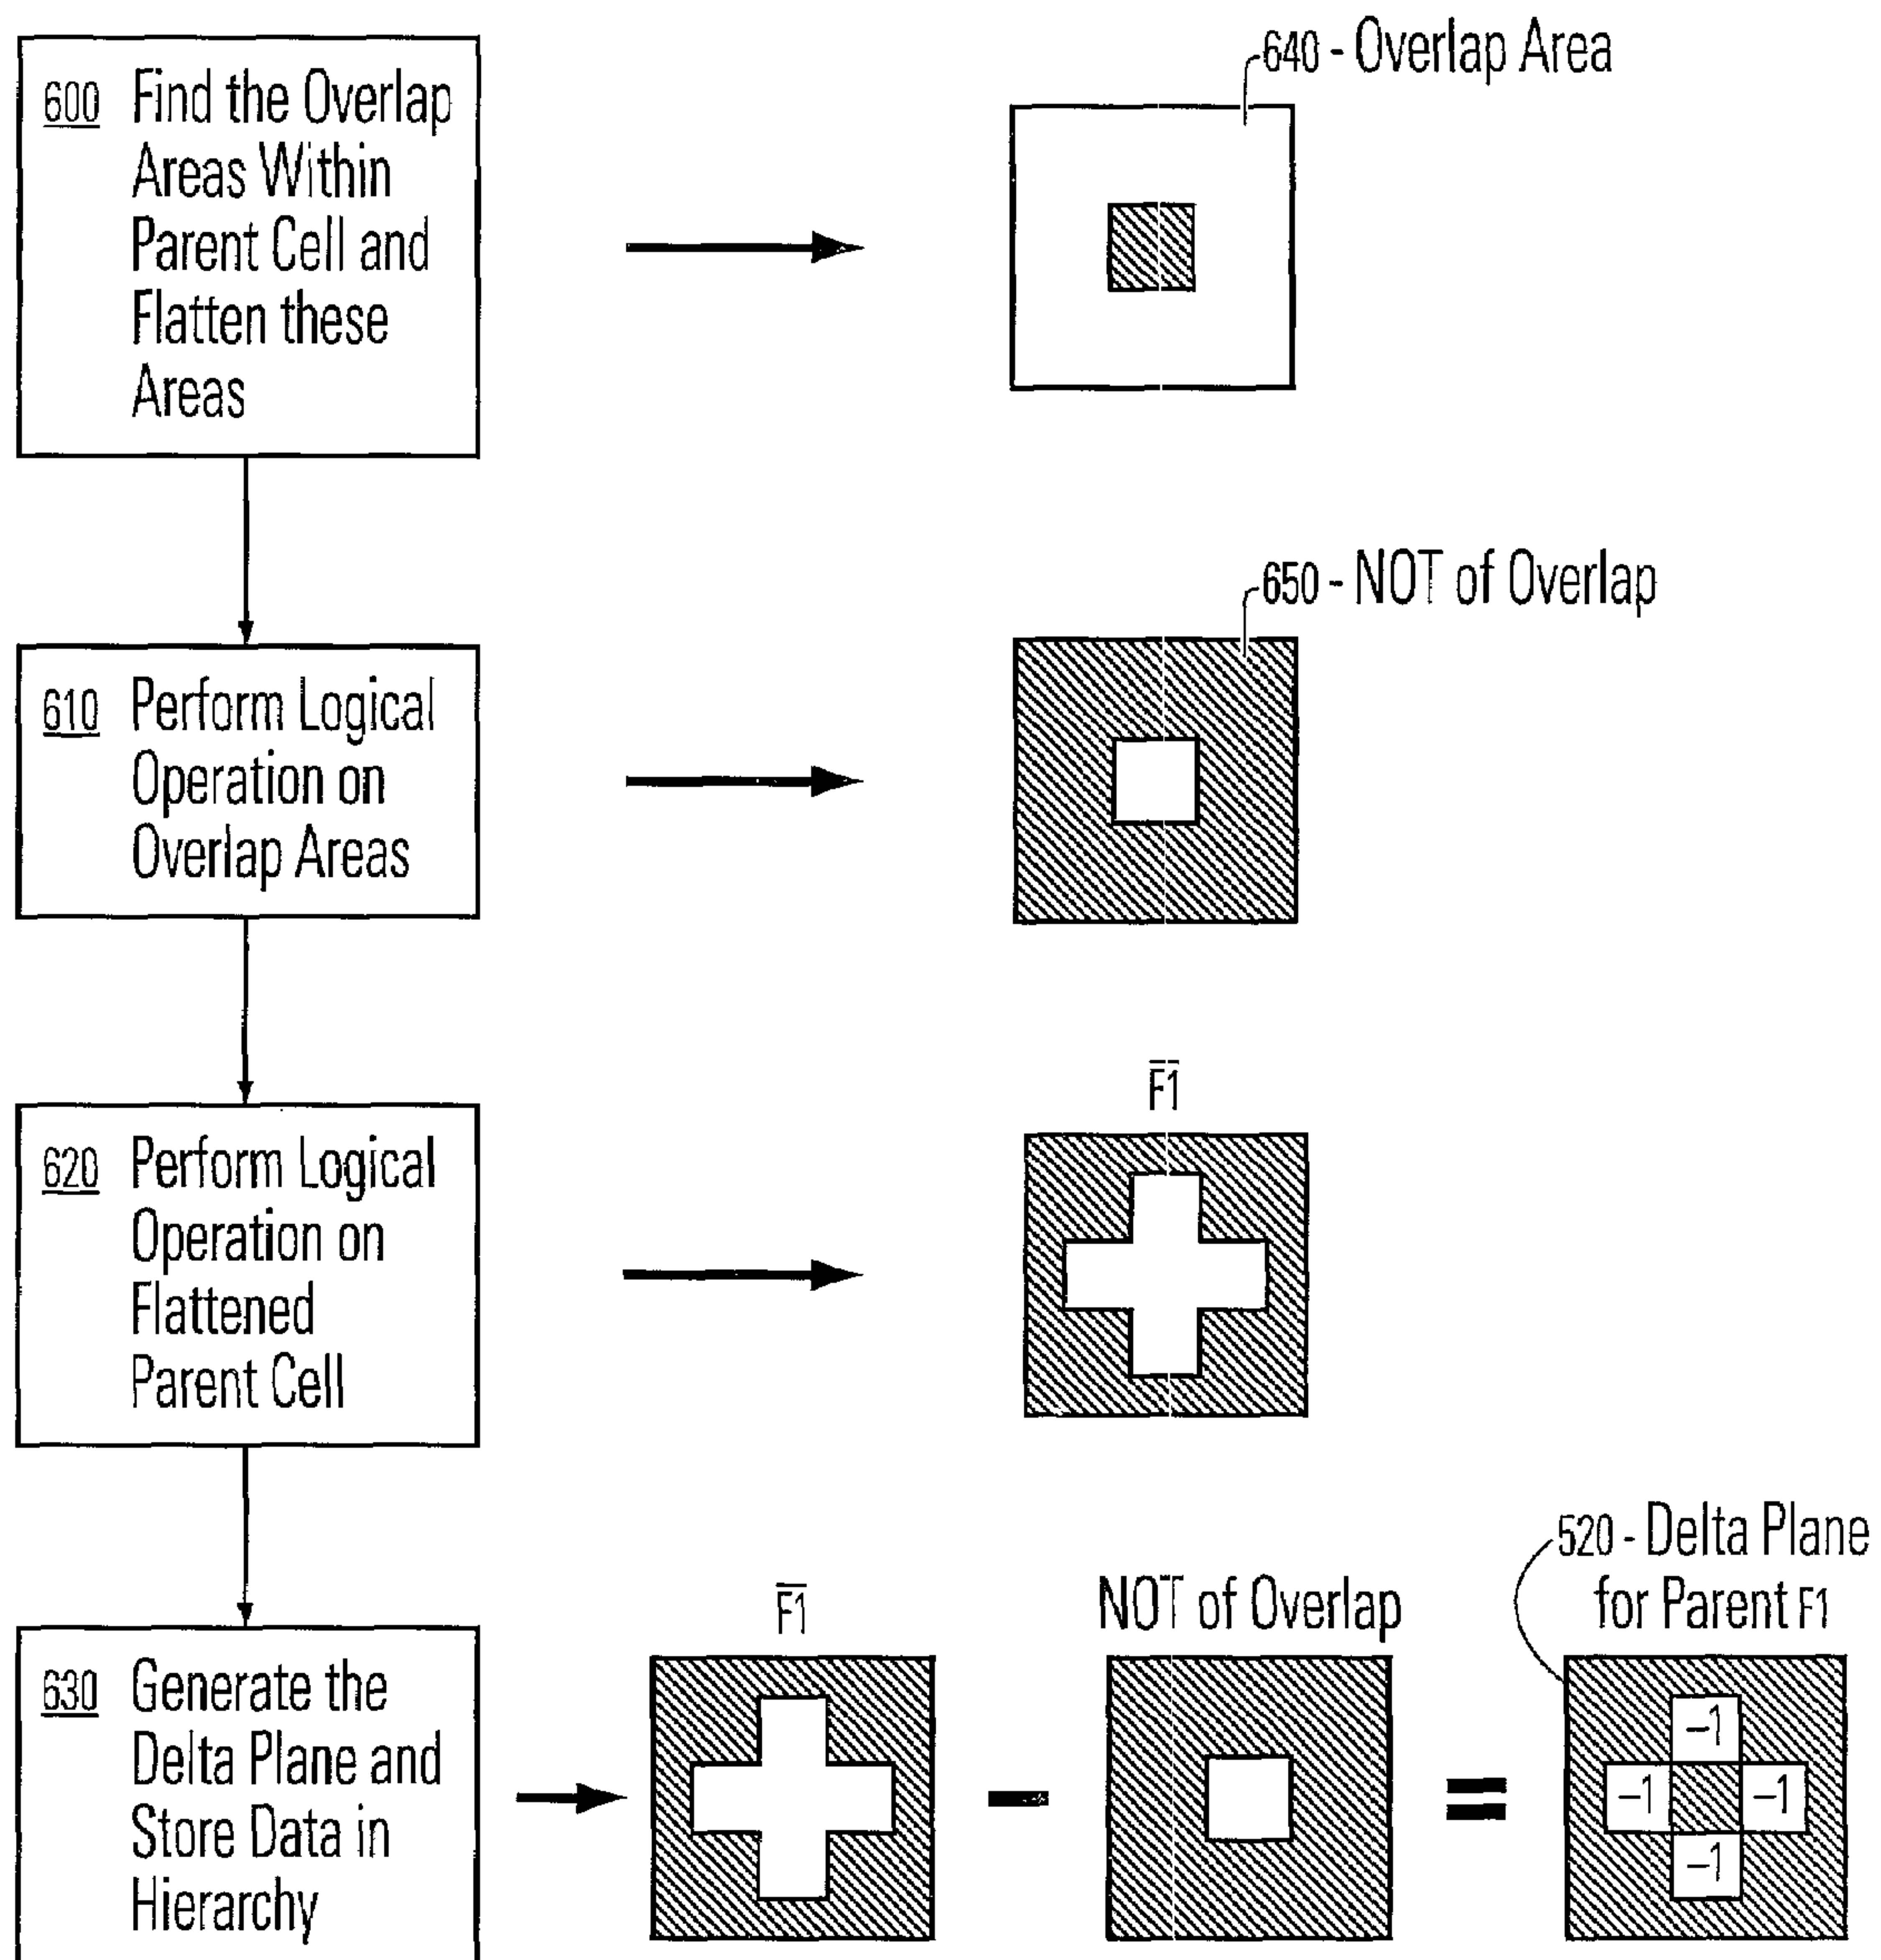 600 Find the Overlap
Areas Within
Parent Cell and
Flatten these
Areas
640 - Overlap Area
610 Perform Logical
Operation on
Overlap Areas
650 - NOT of Overlap
620 Perform Logical
Operation on
Flattened
Parent Cell
F̅1̅
630 Generate the
Delta Plane and
Store Data in
Hierarchy
F̅1̅
NOT of Overlap
520 - Delta Plane
for Parent F1
−
=
−1
−1 −1
−1